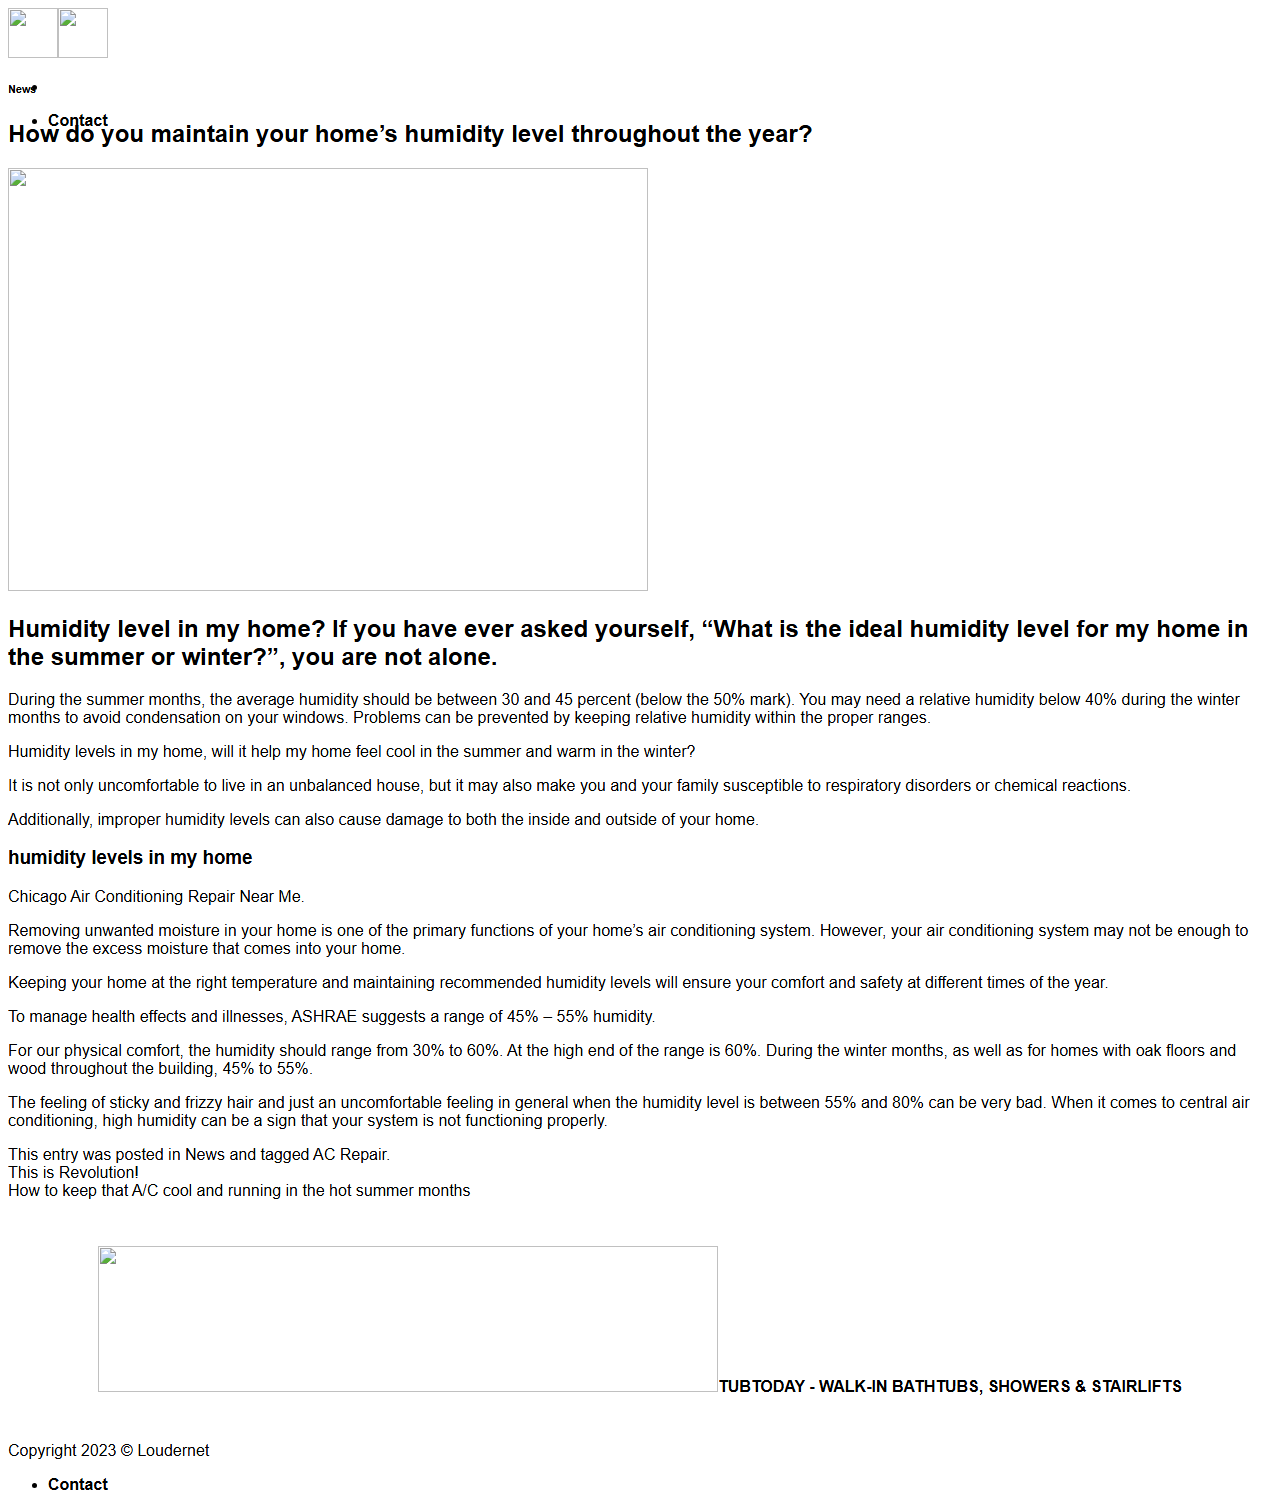 News
Contact
How do you maintain your home’s humidity level throughout the year?
Humidity level in my home? If you have ever asked yourself, “What is the ideal humidity level for my home in
the summer or winter?”, you are not alone.
During the summer months, the average humidity should be between 30 and 45 percent (below the 50% mark). You may need a relative humidity below 40% during the winter
months to avoid condensation on your windows. Problems can be prevented by keeping relative humidity within the proper ranges.
Humidity levels in my home, will it help my home feel cool in the summer and warm in the winter?
It is not only uncomfortable to live in an unbalanced house, but it may also make you and your family susceptible to respiratory disorders or chemical reactions.
Additionally, improper humidity levels can also cause damage to both the inside and outside of your home.
humidity levels in my home
Chicago Air Conditioning Repair Near Me.
Removing unwanted moisture in your home is one of the primary functions of your home’s air conditioning system. However, your air conditioning system may not be enough to
remove the excess moisture that comes into your home.
Keeping your home at the right temperature and maintaining recommended humidity levels will ensure your comfort and safety at different times of the year.
To manage health effects and illnesses, ASHRAE suggests a range of 45% – 55% humidity.
For our physical comfort, the humidity should range from 30% to 60%. At the high end of the range is 60%. During the winter months, as well as for homes with oak floors and
wood throughout the building, 45% to 55%.
The feeling of sticky and frizzy hair and just an uncomfortable feeling in general when the humidity level is between 55% and 80% can be very bad. When it comes to central air
conditioning, high humidity can be a sign that your system is not functioning properly.
This entry was posted in News and tagged AC Repair.
This is Revolution!
How to keep that A/C cool and running in the hot summer months
TUBTODAY - WALK-IN BATHTUBS, SHOWERS & STAIRLIFTS
Copyright 2023 © Loudernet
Contact